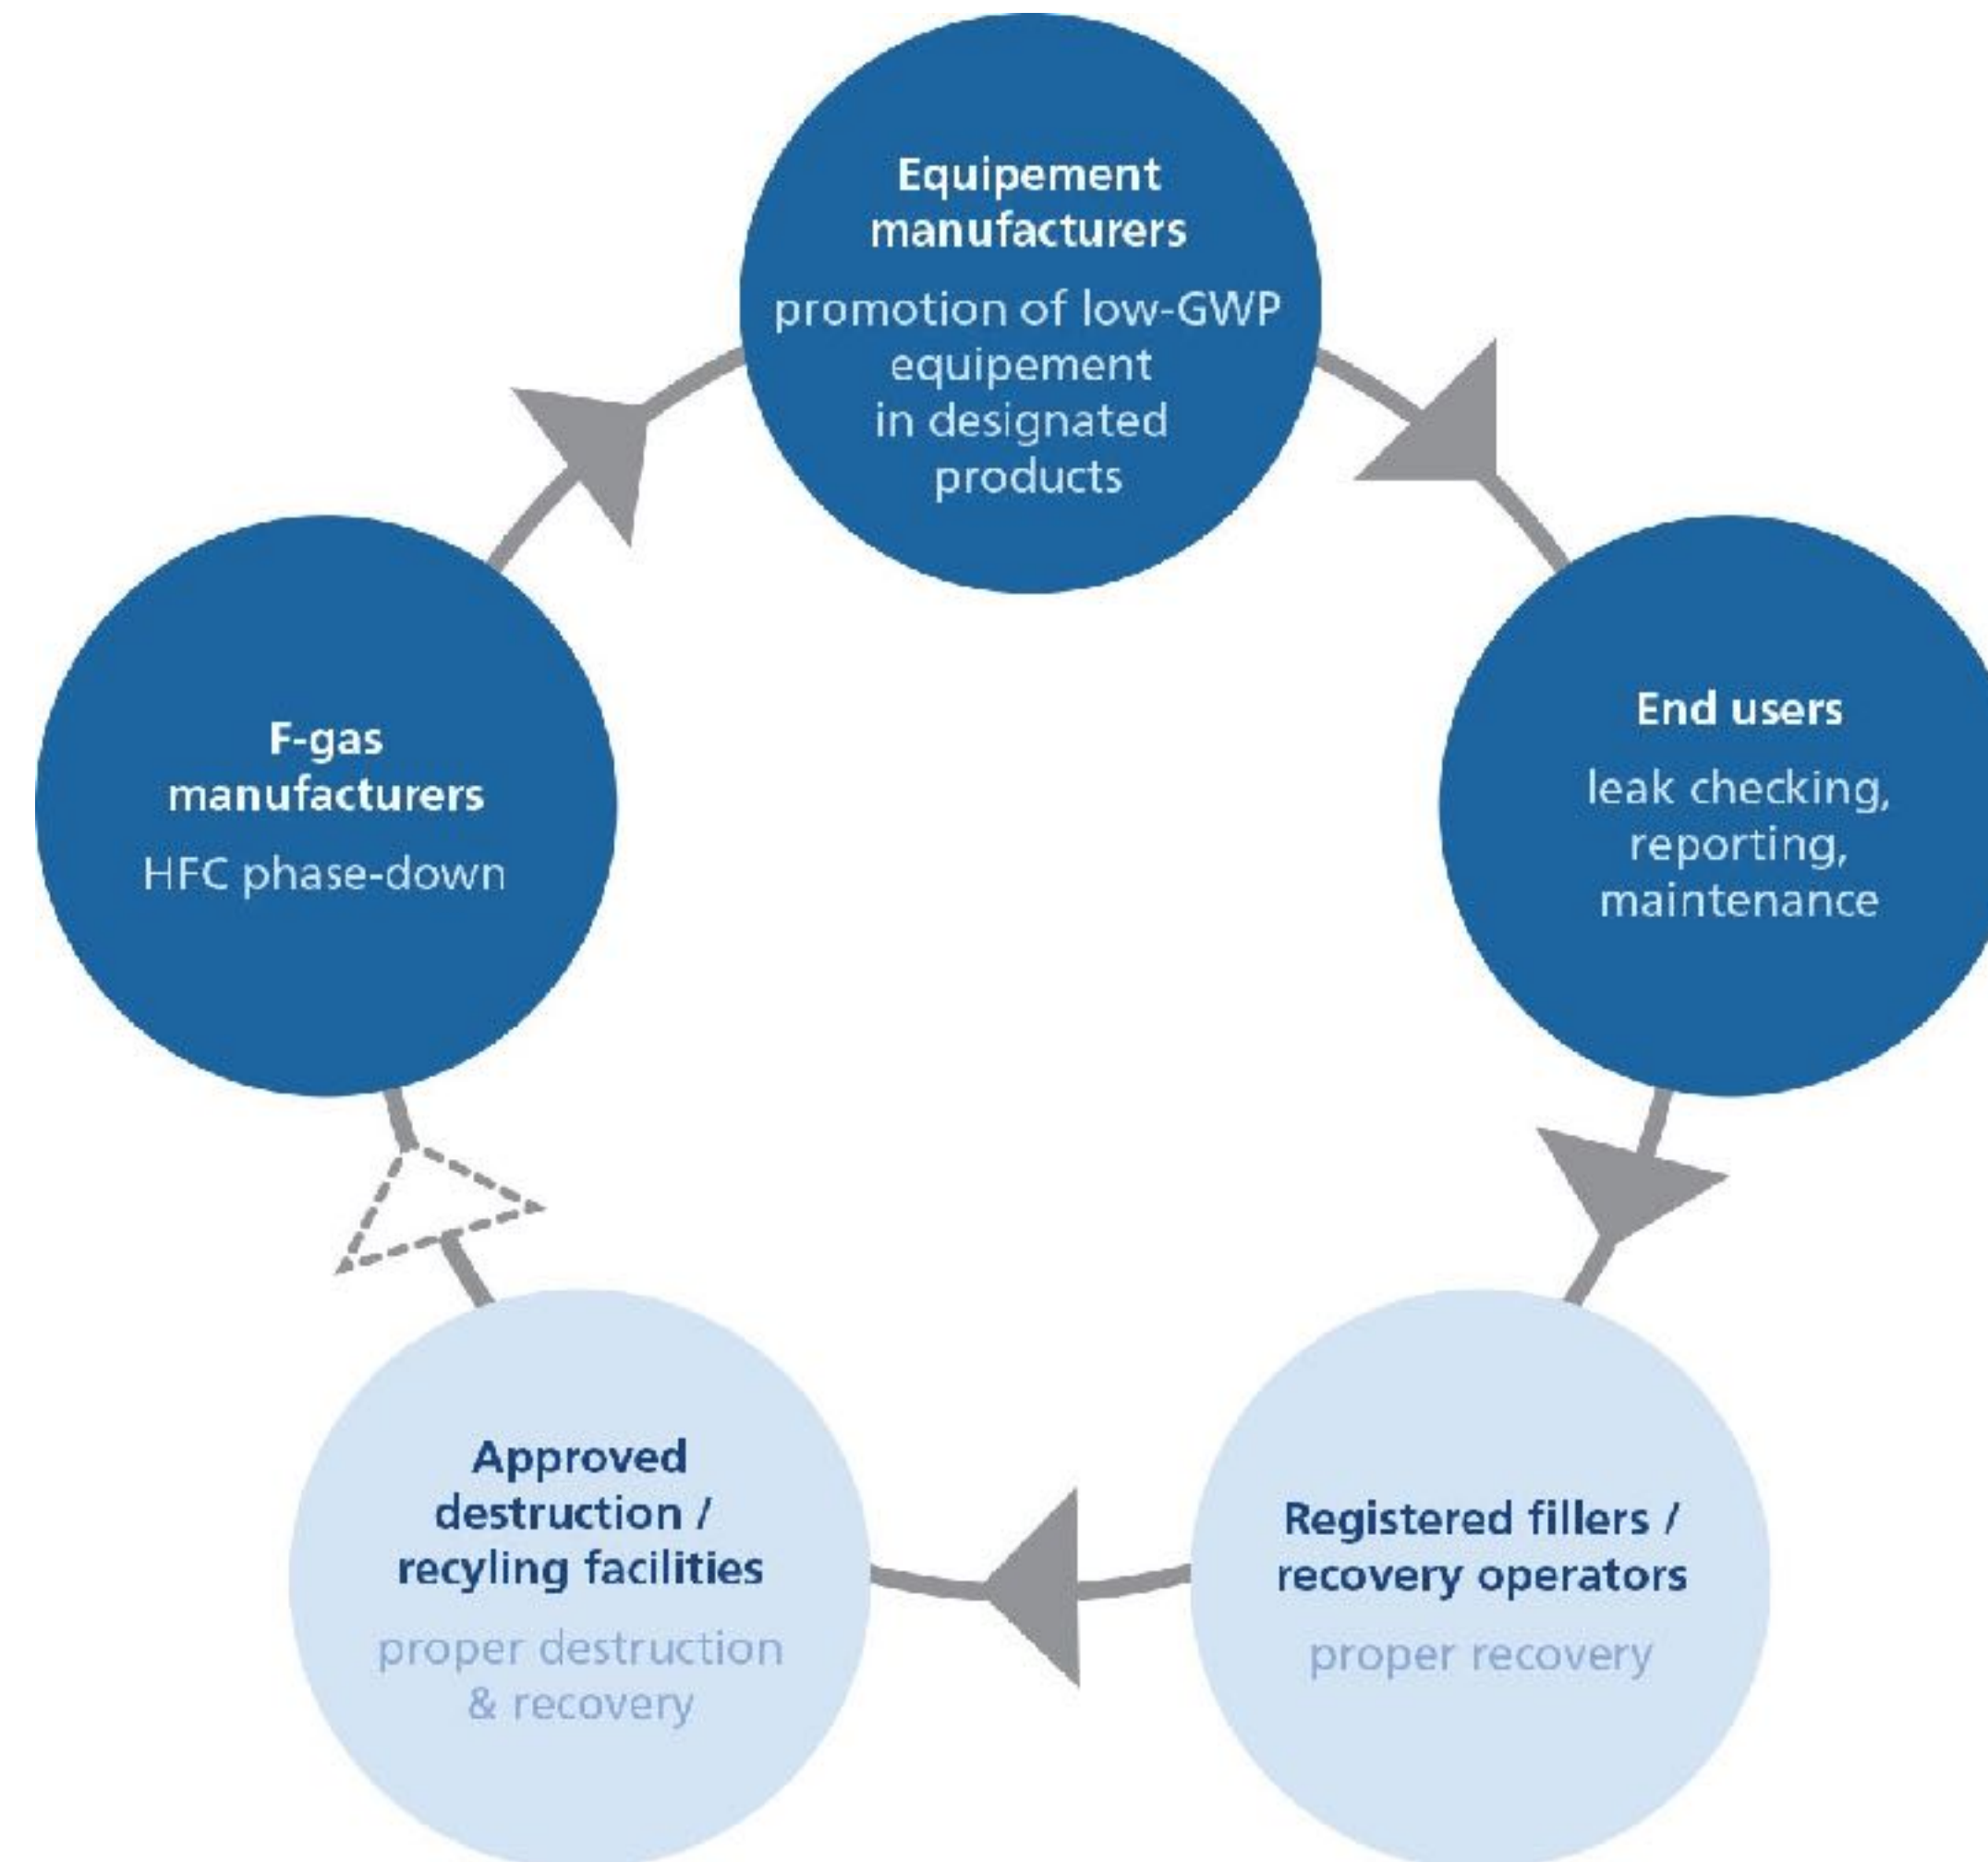 Equipement
manufacturers
promotion of low-GWP
equipement
in designated
products
F-gas
manufacturers
HFC phase-down
End users
leak checking,
reporting,
maintenance
Approved
destruction /
recyling facilities
proper destruction
& recovery
Registered fillers /
recovery operators
proper recovery